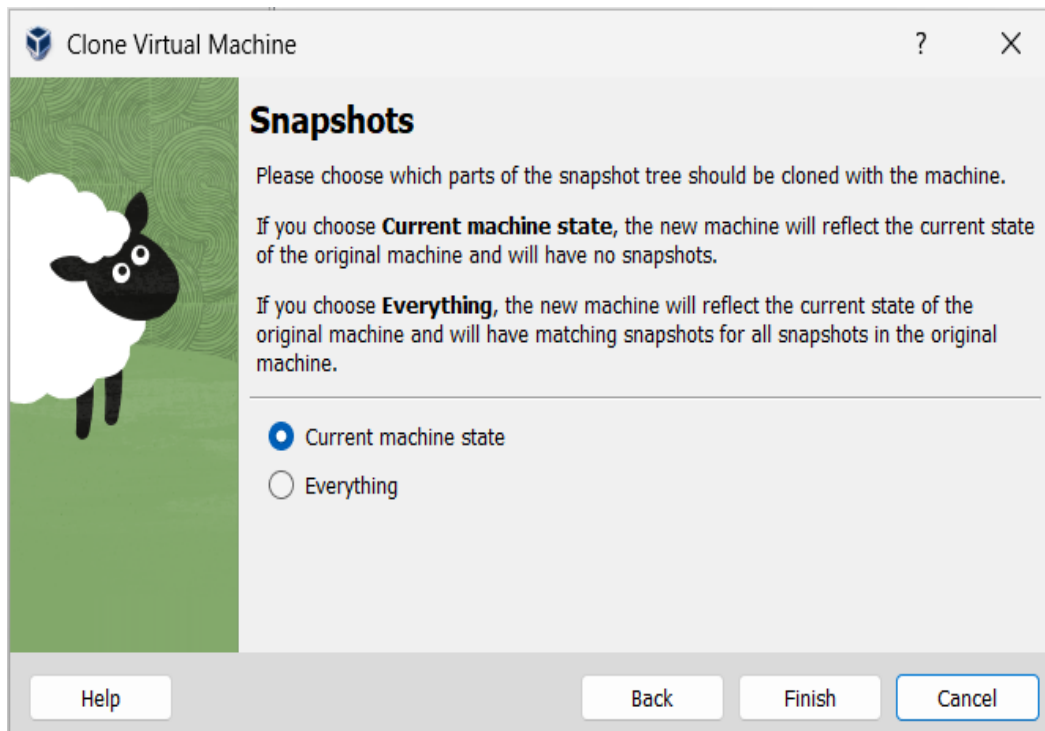 Clone Virtual Machine
?
Snapshots
Please choose which parts of the snapshot tree should be cloned with the machine.
If you choose Current machine state, the new machine will reflect the current state
of the original machine and will have no snapshots.
If you choose Everything, the new machine will reflect the current state of the
original machine and will have matching snapshots for all snapshots in the original
machine.
Current machine state
Everything
Help
Back
Finish
Cancel